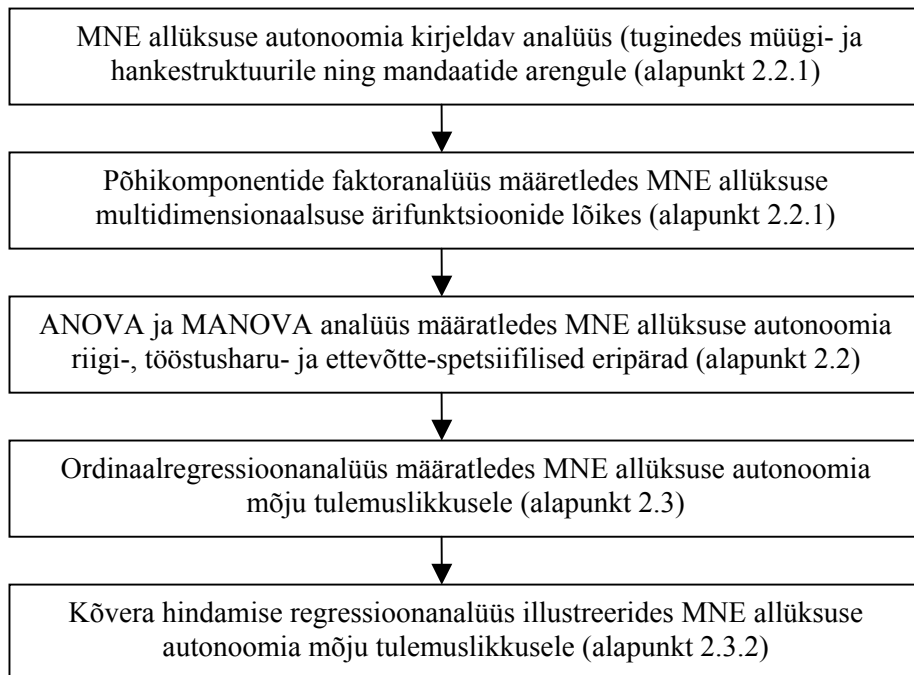 MNE allüksuse autonoomia kirjeldav analüüs (tuginedes müügi- ja
hankestruktuurile ning mandaatide arengule (alapunkt 2.2.1)
Põhikomponentide faktoranalüüs määretledes MNE allüksuse
multidimensionaalsuse ärifunktsioonide lõikes (alapunkt 2.2.1)
ANOVA ja MANOVA analüüs määratledes MNE allüksuse autonoomia
riigi-, tööstusharu- ja ettevõtte-spetsiifilised eripärad (alapunkt 2.2)
Ordinaalregressioonanalüüs määratledes MNE allüksuse autonoomia
mõju tulemuslikkusele (alapunkt 2.3)
Kõvera hindamise regressioonanalüüs illustreerides MNE allüksuse
autonoomia mõju tulemuslikkusele (alapunkt 2.3.2)